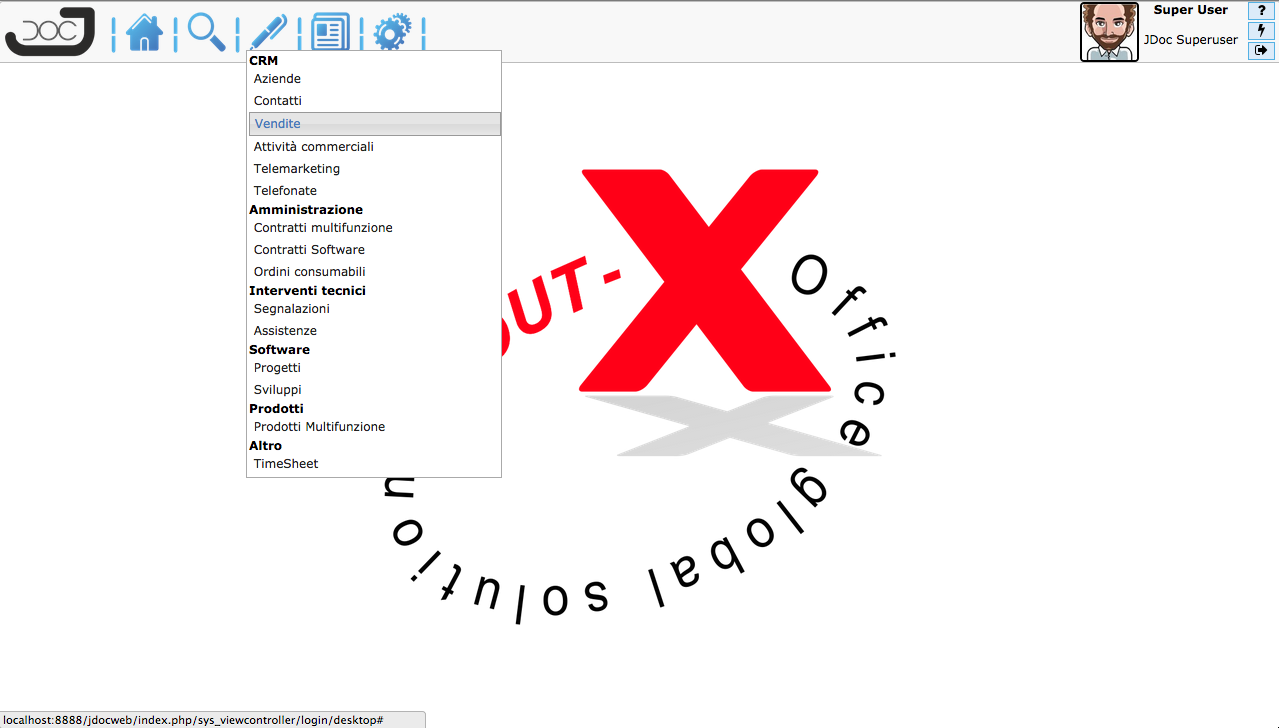 JDOC
Super User
?
JDoc Superuser
CRM
Aziende
Contatti
Vendite
Attività commerciali
Telemarketing
Telefonate
Amministrazione
Contratti multifunzione
Contratti Software
Ordini consumabili
Interventi tecnici
Segnalazioni
Assistenze
Software
Progetti
Sviluppi
Prodotti
Prodotti Multifunzione
Altro
TimeSheet
OUT-X
Office global solution
localhost:8888/jdocweb/index.php/sys_viewcontroller/login/desktop#